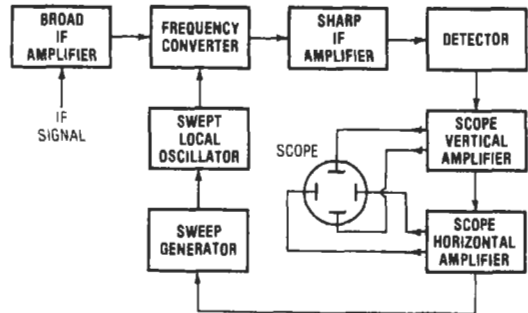 BROAD
IF
AMPLIFIER
FREQUENCY
CONVERTER
SHARP
IF
AMPLIFIER
DETECTOR
IF
SIGNAL
SWEPT
LOCAL
OSCILLATOR
SCOPE
SCOPE
VERTICAL
AMPLIFIER
SWEEP
GENERATOR
SCOPE
HORIZONTAL
AMPLIFIER